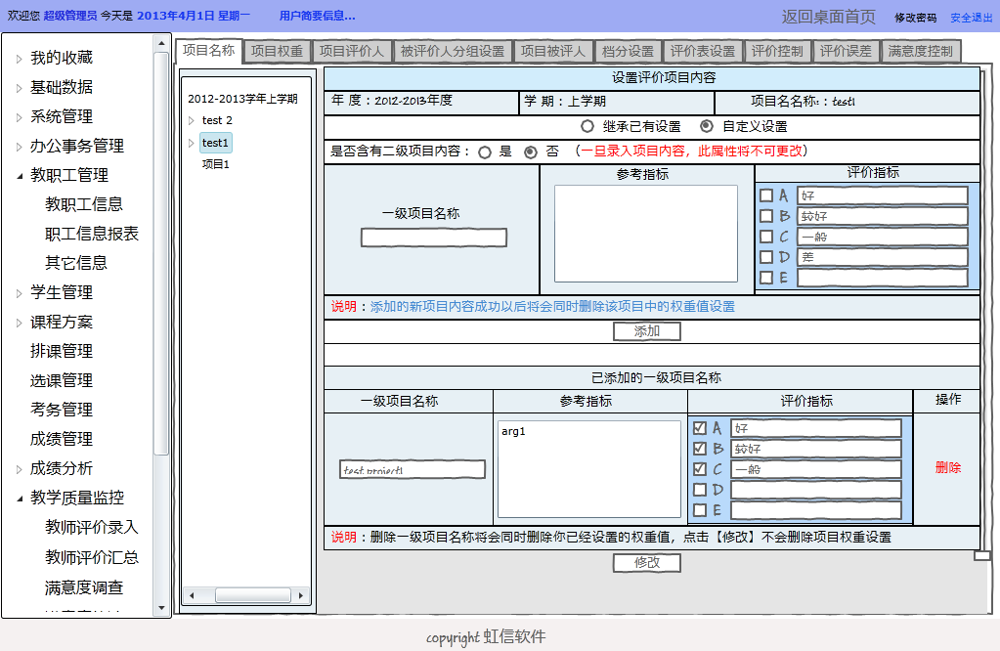 欢迎您 超级管理员 今天是 2013年4月1日 星期一 用户简要信息... 返回桌面首页 修改密码 安全退出
我的收藏
基础数据
系统管理
办公事务管理
教职工管理
教职工信息
职工信息报表
其它信息
学生管理
课程方案
排课管理
选课管理
考务管理
成绩管理
成绩分析
教学质量监控
教师评价录入
教师评价汇总
满意度调查
项目名称 项目权重 项目评价人 被评价人分组设置 项目被评人 档分设置 评价表设置 评价控制 评价误差 满意度控制
2012-2013学年上学期
test 2
test1
项目1
设置评价项目内容
年 度：2012-2013年度 学 期：上学期 项目名名称：: test1
继承已有设置 自定义设置
是否含有二级项目内容： 是 否 （一旦录入项目内容，此属性将不可更改）
一级项目名称
参考指标
评价指标
A 好
B 较好
C 一般
D 差
E
说明：添加的新项目内容成功以后将会同时删除该项目中的权重值设置
添加
已添加的一级项目名称
一级项目名称 参考指标 评价指标 操作
test project1
arg1
A 好
B 较好
C 一般
D
E
删除
说明：删除一级项目名称将会同时删除你已经设置的权重值，点击【修改】不会删除项目权重设置
修改
copyright 虹信软件